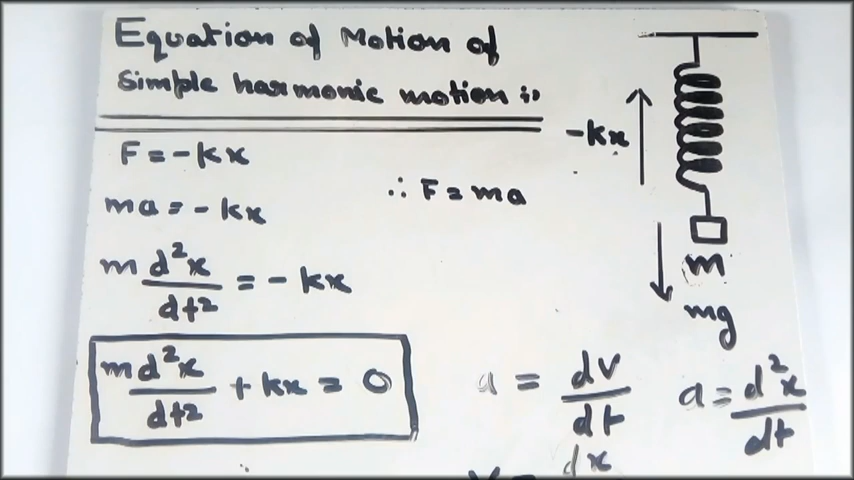 Equation of Motion of
Simple harmonic motion :-
F = -kx
∴ F = ma
ma = -kx
m d²x/dt² = -kx
m d²x/dt² + kx = 0
-kx
m
mg
a = dv/dt
a = d²x/dt
v = dx